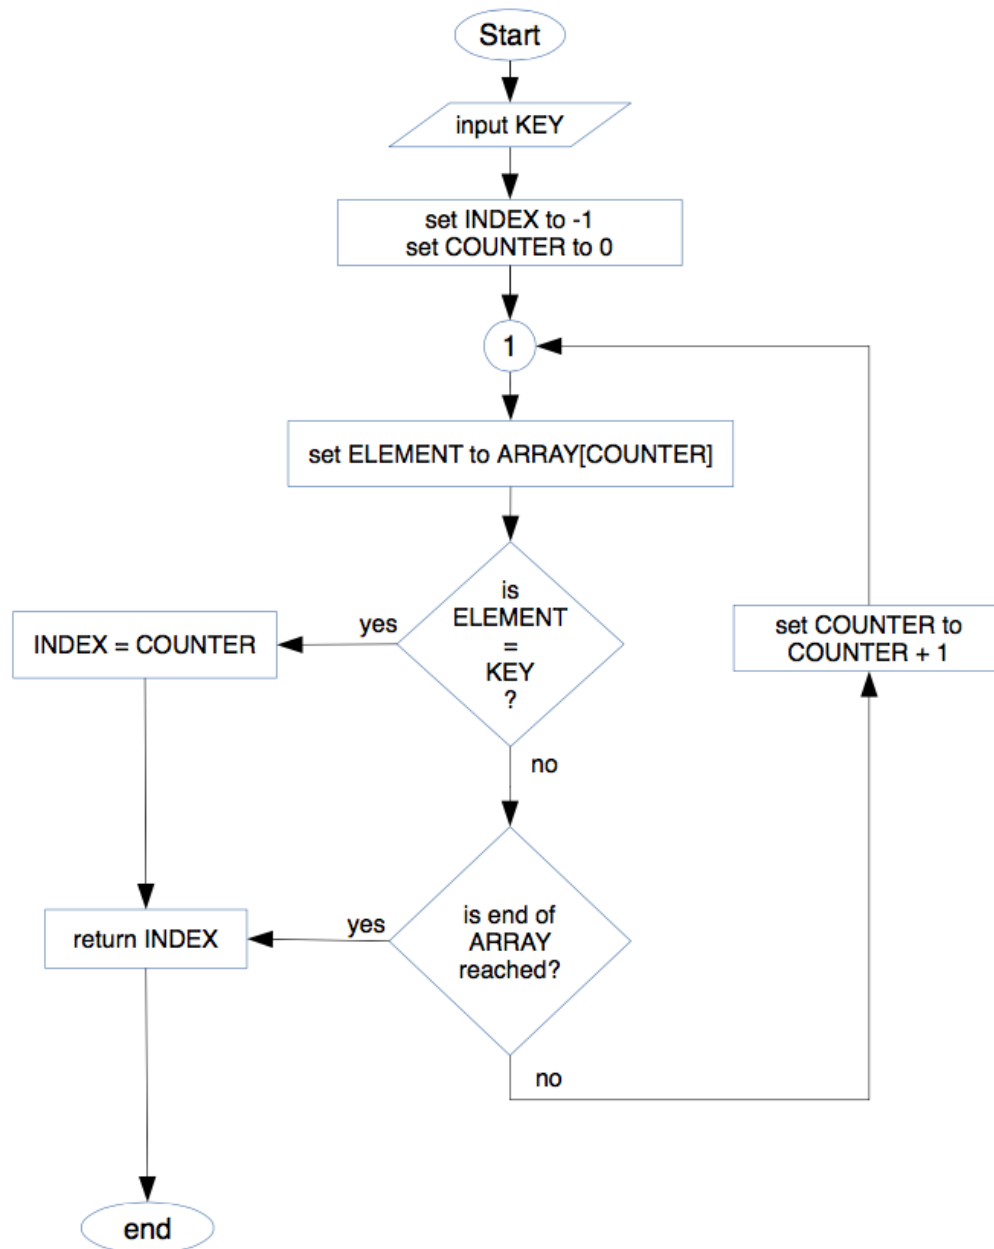 Start
input KEY
set INDEX to -1
set COUNTER to 0
1
set ELEMENT to ARRAY[COUNTER]
is
ELEMENT
=
KEY
?
yes
INDEX = COUNTER
set COUNTER to
COUNTER + 1
no
is end of
ARRAY
reached?
yes
return INDEX
no
end